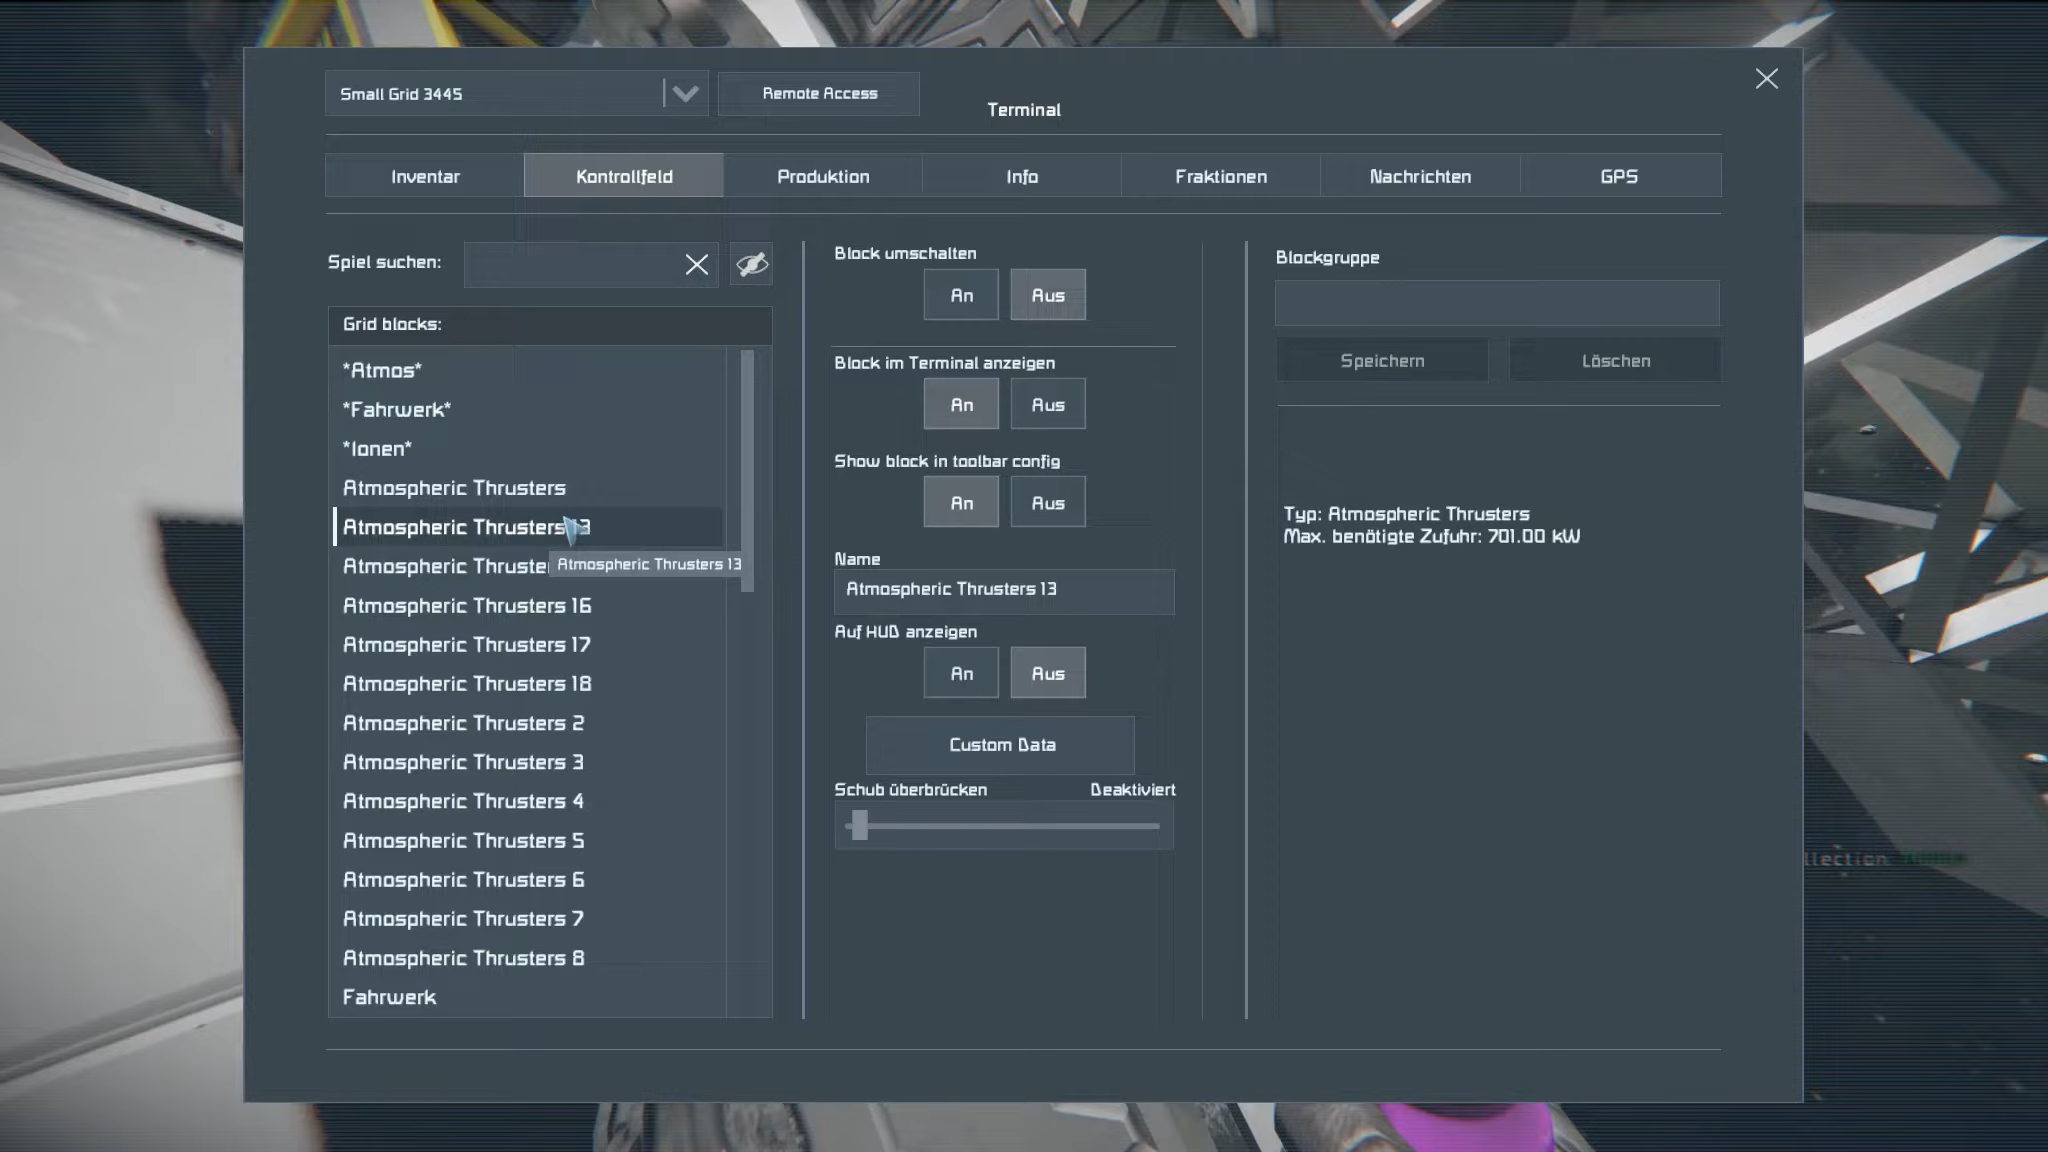 Small Grid 3445
Remote Access
Terminal
Inventar
Kontrollfeld
Produktion
Info
Fraktionen
Nachrichten
GPS
Spiel suchen:
Grid blocks:
*Atmos*
*Fahrwerk*
*Ionen*
Atmospheric Thrusters
Atmospheric Thrusters 13
Atmospheric
Atmospheric Thrusters 13
Atmospheric Thrusters 16
Atmospheric Thrusters 17
Atmospheric Thrusters 18
Atmospheric Thrusters 2
Atmospheric Thrusters 3
Atmospheric Thrusters 4
Atmospheric Thrusters 5
Atmospheric Thrusters 6
Atmospheric Thrusters 7
Atmospheric Thrusters 8
Fahrwerk
Block umschalten
An Aus
Block im Terminal anzeigen
An Aus
Show block in toolbar config
An Aus
Name
Atmospheric Thrusters 13
Auf HUD anzeigen
An Aus
Custom Data
Schub überbrücken Deaktiviert
Blockgruppe
Speichern Löschen
Typ: Atmospheric Thrusters
Max. benötigte Zufuhr: 701.00 kW